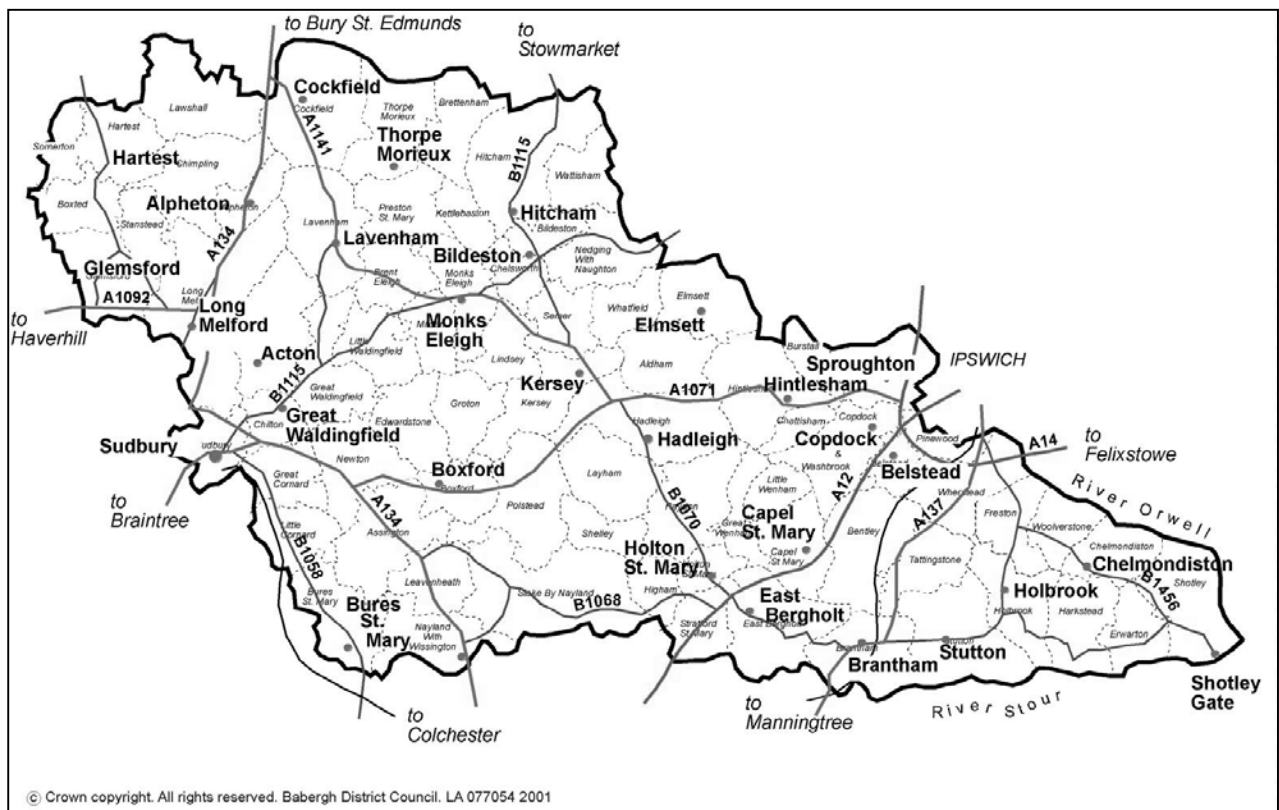 to Bury St. Edmunds
to
Stowmarket
Cockfield
Cockfield
Lawshall
Thorpe
Morieux
Brettenham
Hartest
A1141
Thorpe
Morieux
B1115
Somerton
Hartest
Shimpling
Hitcham
Wattisham
Boxted
Alpheton
Stanstead
Lavenham
Preston
St. Mary
Kettlebaston
Hitcham
Bildeston
A134
Lavenham
Bildeston
Chelsworth
Nedging
With
Naughton
Glemsford
Brent
Eleigh
Monks
Eleigh
A1092
Long
Melford
Whatfield
Elmsett
to
Haverhill
Monks
Eleigh
Semer
Elmsett
Acton
Little
Waldingfield
Lindsey
Aldham
Burstall
Sproughton
IPSWICH
B1115
Great
Waldingfield
Kersey
Kersey
A1071
Hintlesham
Groton
Chilton
Great
Waldingfield
Edwardstone
Hadleigh
Chattisham
Copdock
Pinewood
Sudbury
Newton
Hadleigh
Copdock
&
Washbrook
A14
to
Felixstowe
Great
Cornard
Boxford
Boxford
Layham
Belstead
to
Braintree
Little
Wenham
A12
Wherstead
River Orwell
A134
Polstead
B1070
Capel
St. Mary
A137
Freston
Little
Cornard
Assington
Shelley
Bentley
Woolverstone
B1058
Holton
St. Mary
Capel
St Mary
Tattingstone
Chelmondiston
Chelmondiston
Shotley
Leavenheath
Bures
St. Mary
Stoke By Nayland
B1068
Higham
East
Bergholt
East Bergholt
Holbrook
Holbrook
Harkstead
B1456
Bures
St.
Mary
Nayland
With
Wissington
Stratford
St. Mary
Erwarton
Brantham
Brantham
Stutton
Shotley
Gate
to
Colchester
to
Manningtree
River Stour
© Crown copyright. All rights reserved. Babergh District Council. LA 077054 2001